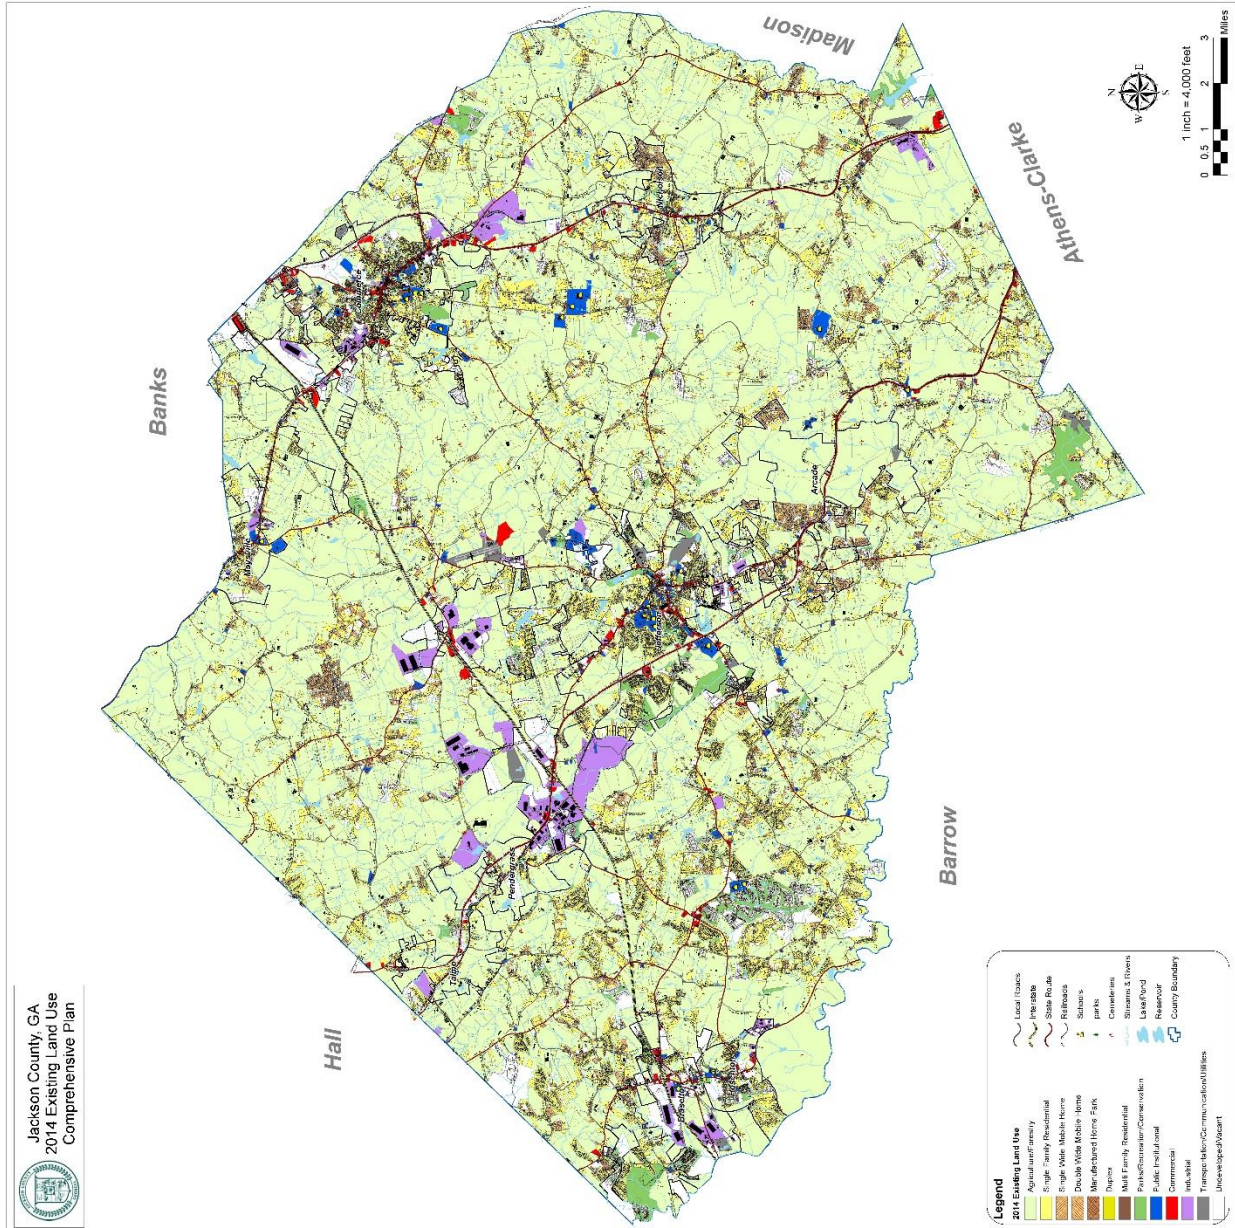 Jackson County, GA
2014 Existing Land Use
Comprehensive Plan
Hall
Banks
Madison
Athens-Clarke
Barrow
Maysville
Commerce
Nicholson
Arcade
Pendergrass
Talmo
N
W
E
S
1 inch = 4,000 feet
0 0.5 1 2 3
Miles
Legend
2014 Existing Land Use
Agriculture/Forestry
Single Family Residential
Single Wide Mobile Home
Double Wide Mobile Home
Manufactured Home Park
Duplex
Multi Family Residential
Parks/Recreation/Conservation
Public Institutional
Commercial
Industrial
Transportation/Communication/Utilities
Undeveloped/Vacant
Local Roads
Interstate
State Route
Railroads
Schools
parks
Cemeteries
Streams & Rivers
Lake/Pond
Reservoir
County Boundary